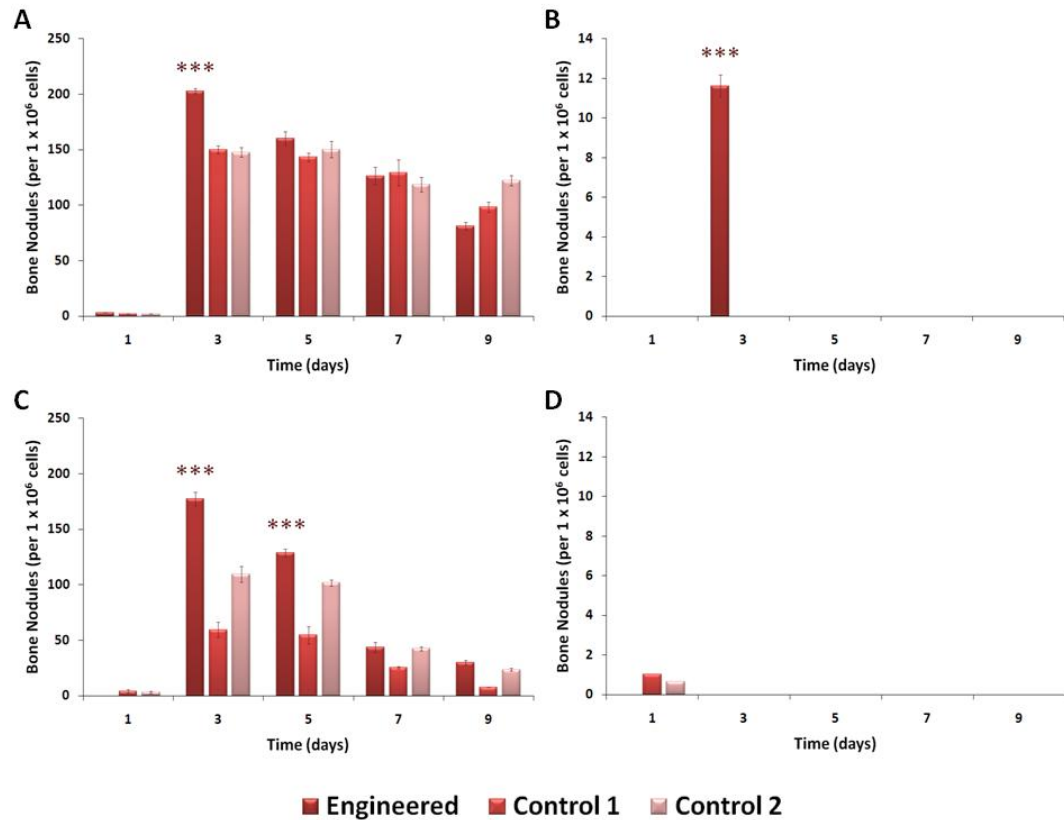 A
Bone Nodules (per 1 x 10⁶ cells)
250
200
150
100
50
0
***
1 3 5 7 9
Time (days)
B
Bone Nodules (per 1 x 10⁶ cells)
14
12
10
8
6
4
2
0
***
1 3 5 7 9
Time (days)
C
Bone Nodules (per 1 x 10⁶ cells)
250
200
150
100
50
0
***
***
1 3 5 7 9
Time (days)
D
Bone Nodules (per 1 x 10⁶ cells)
14
12
10
8
6
4
2
0
1 3 5 7 9
Time (days)
Engineered Control 1 Control 2